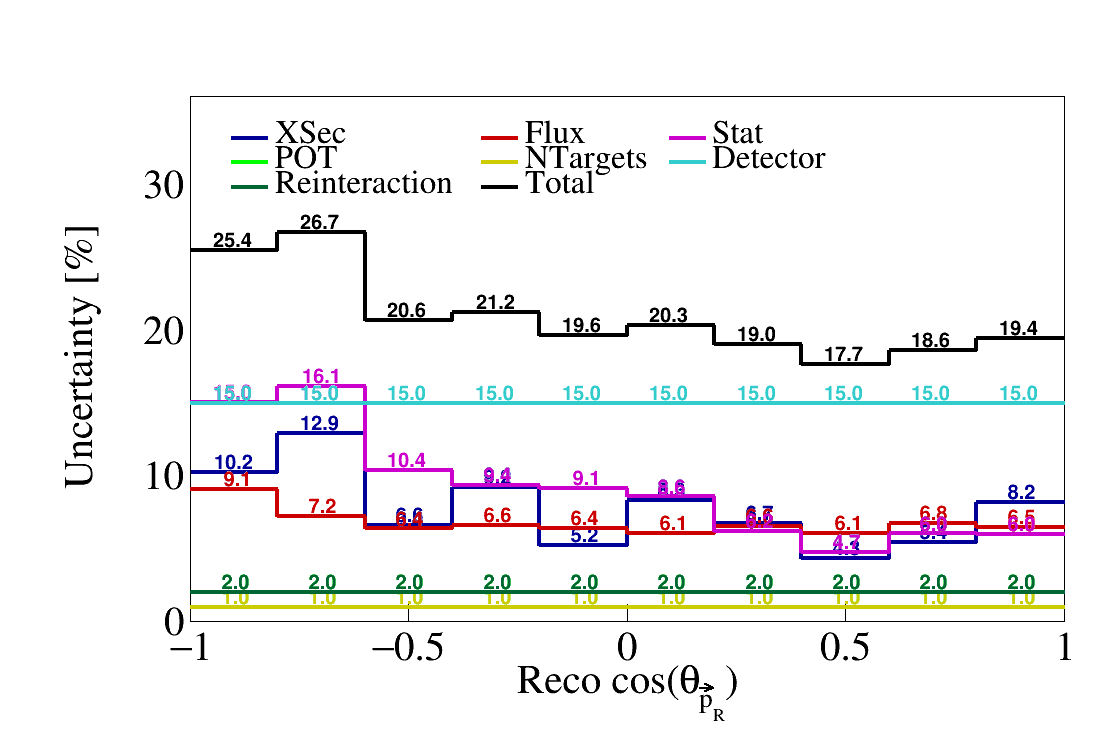 XSec Flux Stat
POT NTargets Detector
Reinteraction Total
Uncertainty [%]
30
20
10
0
25.4 26.7 20.6 21.2 19.6 20.3 19.0 17.7 18.6 19.4
16.1
15.0 15.0 15.0 15.0 15.0 15.0 15.0 15.0 15.0
12.9
10.2 10.4
9.1 9.1
7.2 6.6 6.4 6.1 6.1 6.8 8.2
5.2
2.0 2.0 2.0 2.0 2.0 2.0 2.0 2.0 2.0 2.0
1.0 1.0 1.0 1.0 1.0 1.0 1.0 1.0 1.0 1.0
−1 −0.5 0 0.5 1
Reco cos(θ p⃗ R )